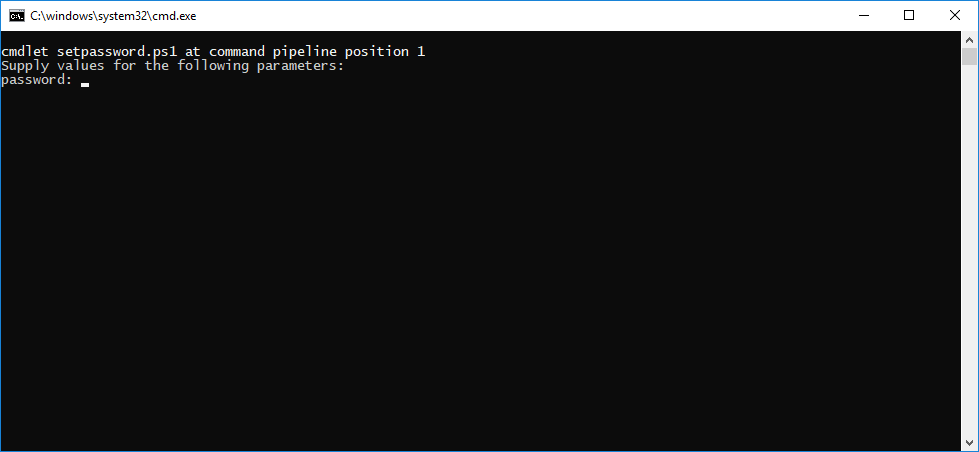 C:\windows\system32\cmd.exe
cmdlet setpassword.ps1 at command pipeline position 1
Supply values for the following parameters:
password: